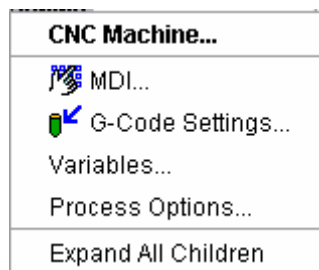 CNC Machine...
MDI...
G-Code Settings...
Variables...
Process Options...
Expand All Children